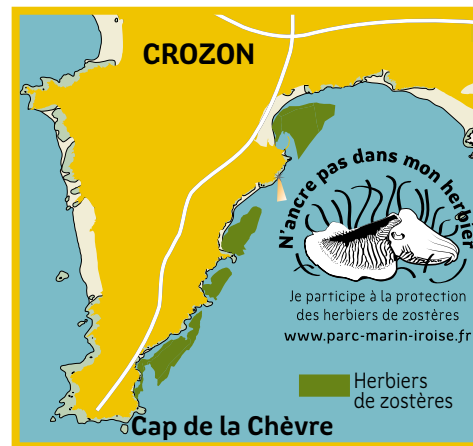 CROZON
N'ancre pas dans mon herbier
Je participe à la protection
des herbiers de zostères
www.parc-marin-iroise.fr
Herbiers
de zostères
Cap de la Chèvre